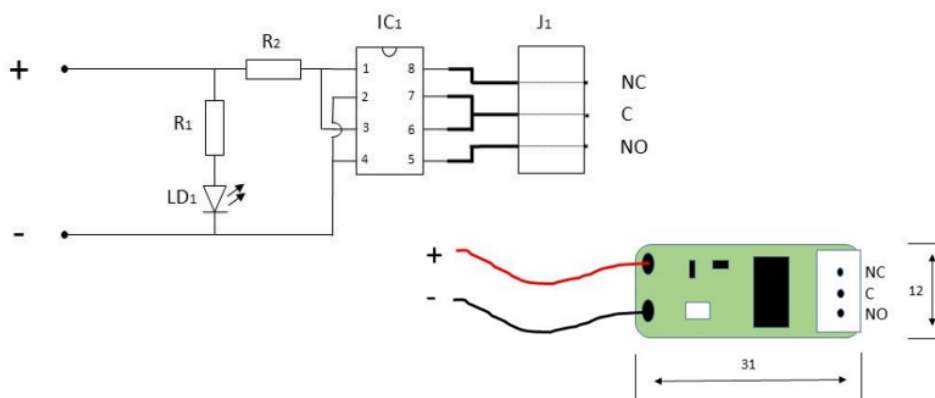 IC1 J1
R2
+ 1 8 NC
2 7 C
R1 3 6 NO
4 5
LD1
-
+
-
NC
C
NO
12
31